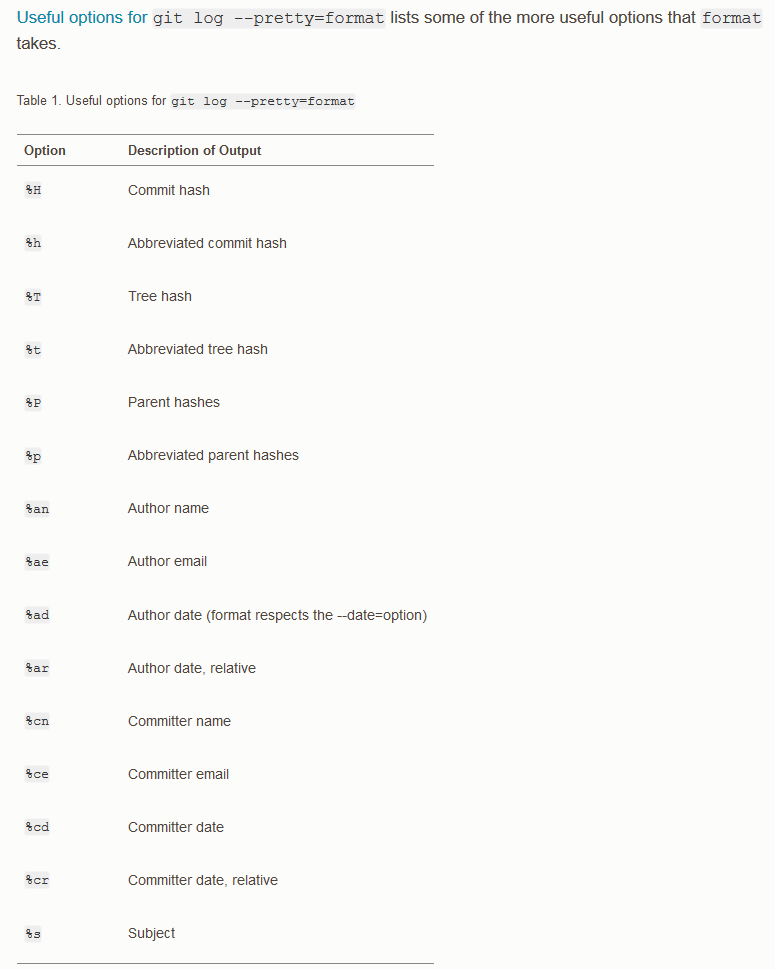 Useful options for git log --pretty=format lists some of the more useful options that format
takes.
Table 1. Useful options for git log --pretty=format
Option Description of Output
%H Commit hash
%h Abbreviated commit hash
%T Tree hash
%t Abbreviated tree hash
%P Parent hashes
%p Abbreviated parent hashes
%an Author name
%ae Author email
%ad Author date (format respects the --date=option)
%ar Author date, relative
%cn Committer name
%ce Committer email
%cd Committer date
%cr Committer date, relative
%s Subject